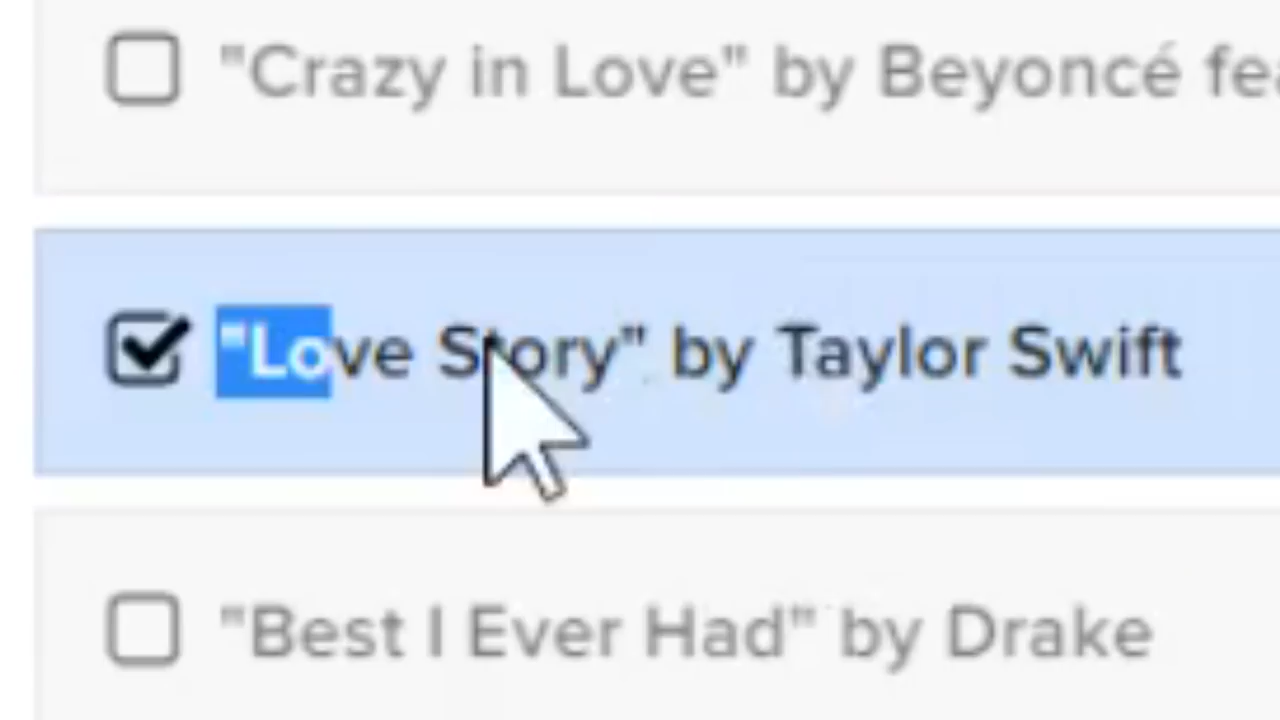 "Crazy in Love" by Beyoncé
"Love Story" by Taylor Swift
"Best I Ever Had" by Drake